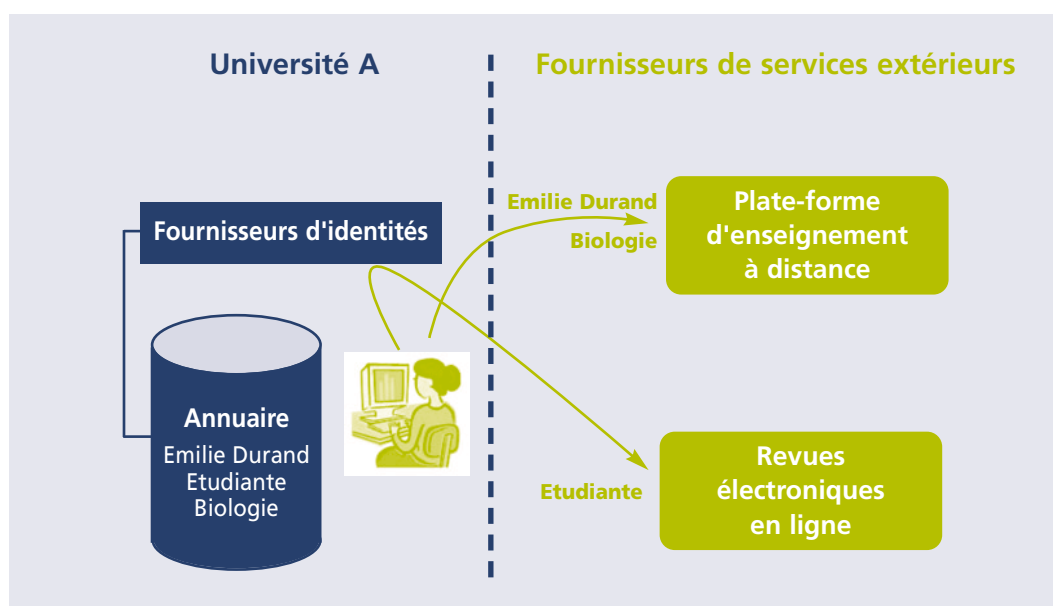 Université A
Fournisseurs de services extérieurs
Fournisseurs d'identités
Annuaire
Emilie Durand
Etudiante
Biologie
Emilie Durand
Biologie
Plate-forme
d'enseignement
à distance
Etudiante
Revues
électroniques
en ligne